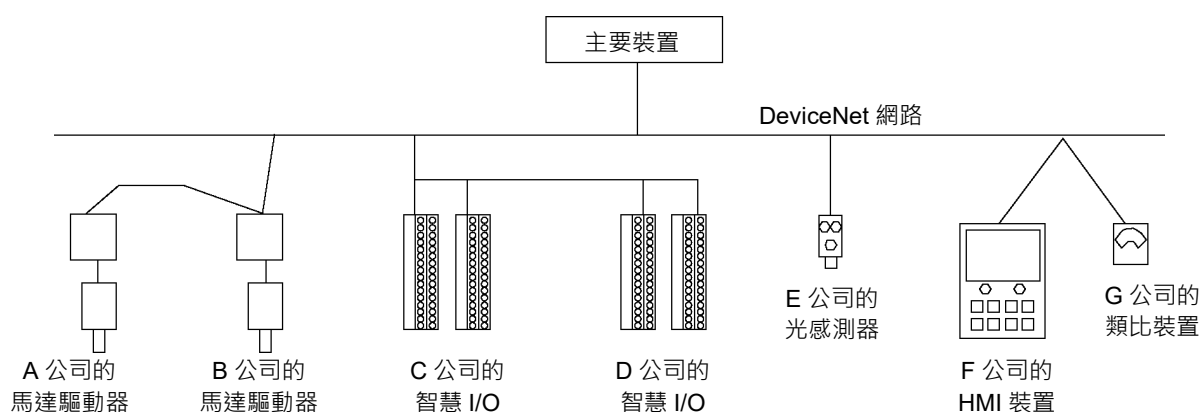 主要裝置
DeviceNet 網路
A 公司的
馬達驅動器
B 公司的
馬達驅動器
C 公司的
智慧 I/O
D 公司的
智慧 I/O
E 公司的
光感測器
F 公司的
HMI 裝置
G 公司的
類比裝置